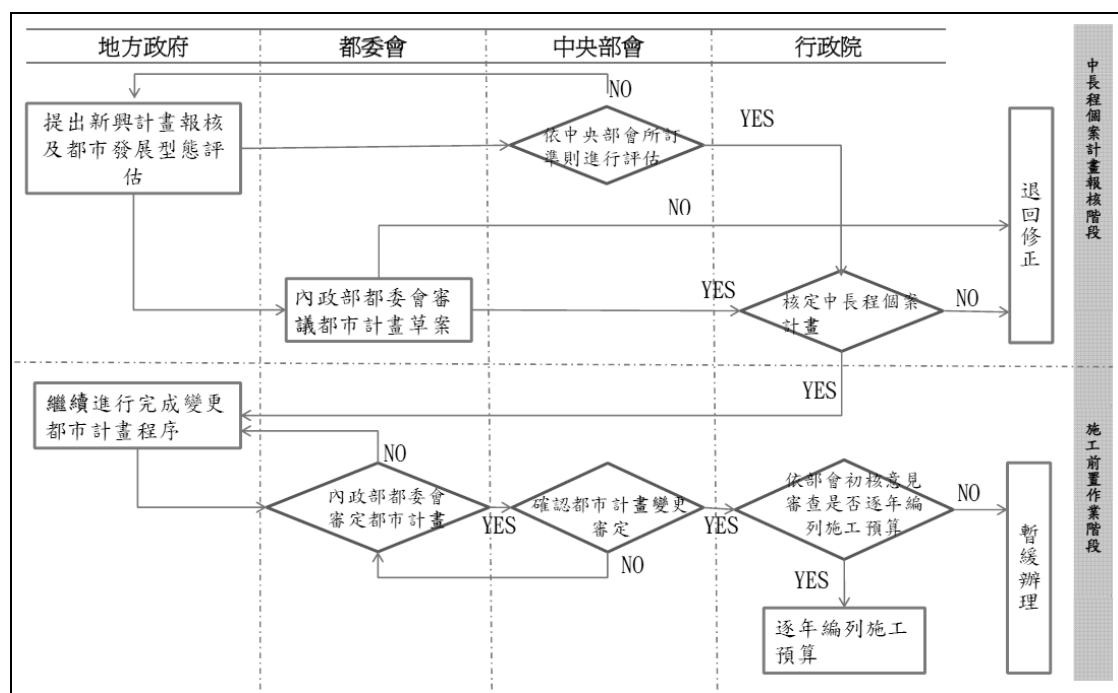 地方政府
都委會
中央部會
行政院
NO
提出新興計畫報核
及都市發展型態評
估
依中央部會所訂
準則進行評估
YES
NO
退回修正
中長程個案計畫報核階段
內政部都委會審
議都市計畫草案
YES
核定中長程個案
計畫
NO
YES
繼續進行完成變更
都市計畫程序
NO
內政部都委會
審定都市計畫
YES
確認都市計畫變更
審定
YES
NO
依部會初核意見
審查是否逐年編
列施工預算
NO
YES
暫緩辦理
逐年編列施工
預算
施工前置作業階段